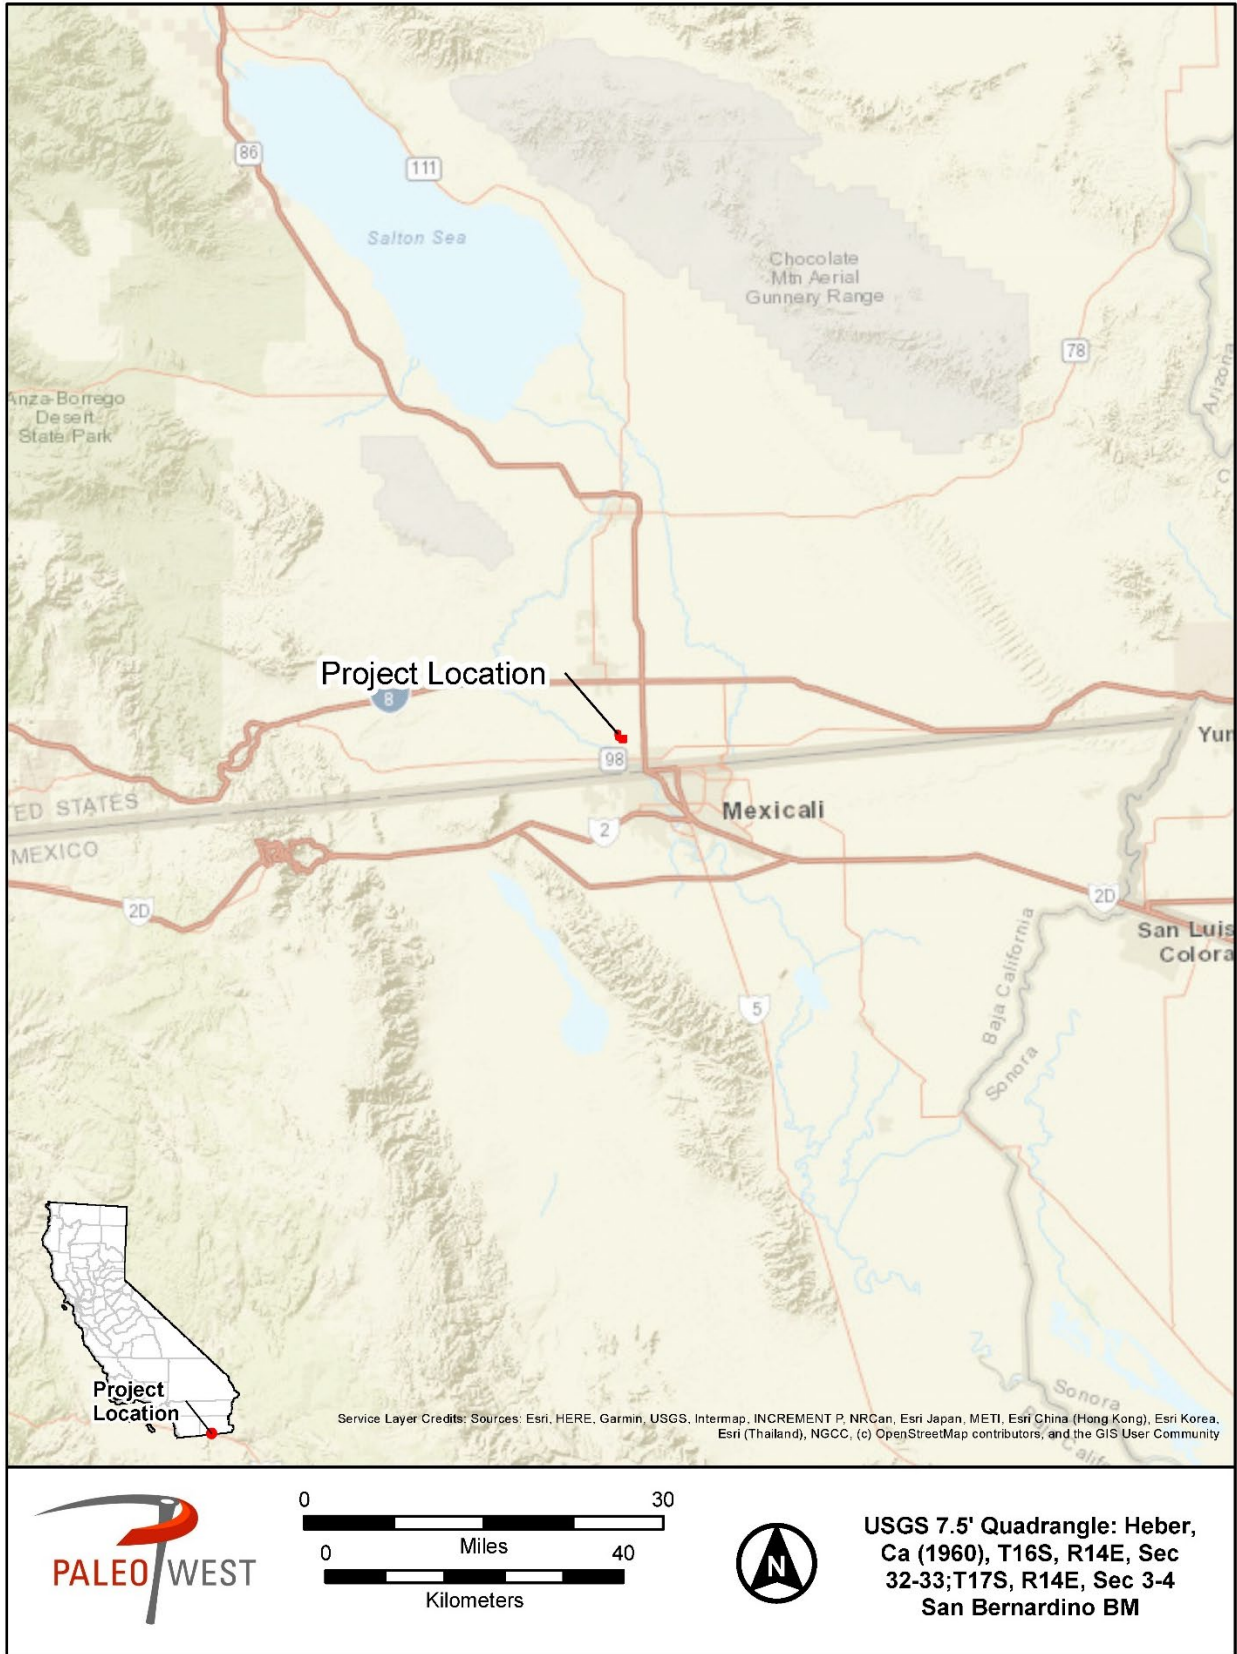 86
111
Salton Sea
Chocolate
Mtn Aerial
Gunnery Range
78
Arizona
C
Anza-Borrego
Desert
State Park
Project Location
8
98
Yur
ED STATES
MEXICO
Mexicali
2
2D
2D
San Luis
Colora
Baja California
Sonora
5
Project
Location
Sonora
Baja Califo
Service Layer Credits: Sources: Esri, HERE, Garmin, USGS, Intermap, INCREMENT P, NRCan, Esri Japan, METI, Esri China (Hong Kong), Esri Korea,
Esri (Thailand), NGCC, (c) OpenStreetMap contributors, and the GIS User Community
PALEO WEST
0 30
Miles
0 40
Kilometers
N
USGS 7.5' Quadrangle: Heber,
Ca (1960), T16S, R14E, Sec
32-33;T17S, R14E, Sec 3-4
San Bernardino BM